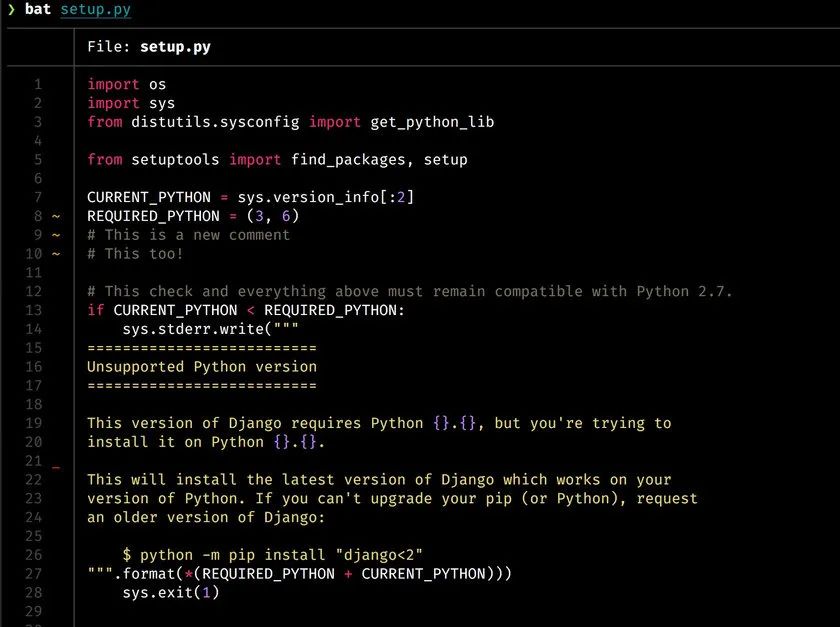 ❯ bat setup.py
File: setup.py
1 import os
2 import sys
3 from distutils.sysconfig import get_python_lib
4
5 from setuptools import find_packages, setup
6
7 CURRENT_PYTHON = sys.version_info[:2]
8 ~ REQUIRED_PYTHON = (3, 6)
9 ~ # This is a new comment
10 ~ # This too!
11
12 # This check and everything above must remain compatible with Python 2.7.
13 if CURRENT_PYTHON < REQUIRED_PYTHON:
14     sys.stderr.write("""
15 ==========================
16 Unsupported Python version
17 ==========================
18
19 This version of Django requires Python {}.{}, but you're trying to
20 install it on Python {}.{}.
21 _
22 This will install the latest version of Django which works on your
23 version of Python. If you can't upgrade your pip (or Python), request
24 an older version of Django:
25
26     $ python -m pip install "django<2"
27 """.format(*(REQUIRED_PYTHON + CURRENT_PYTHON)))
28     sys.exit(1)
29